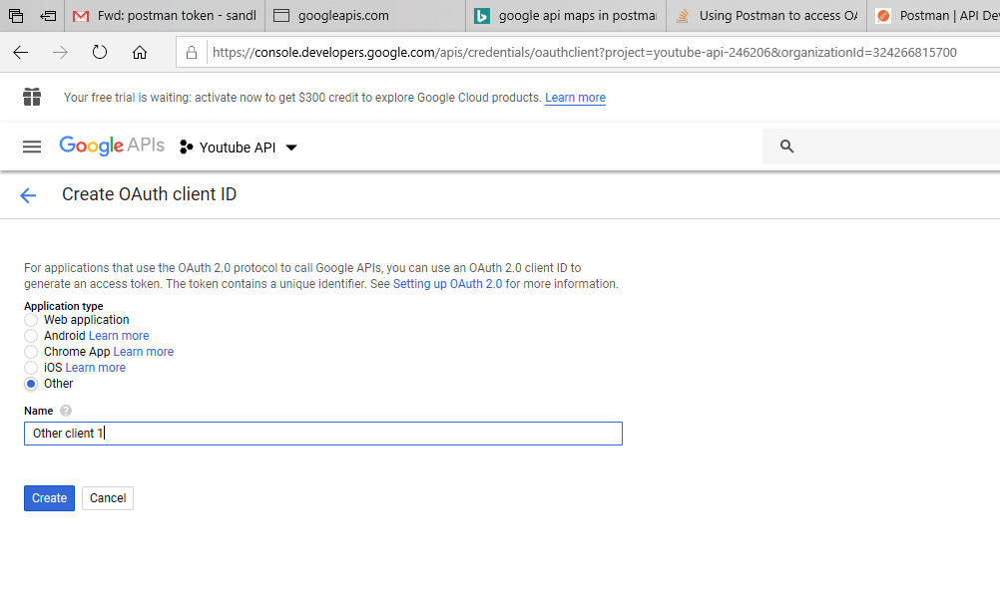 Fwd: postman token - sandl
googleapis.com
google api maps in postmar
Using Postman to access OA
Postman | API Dev
https://console.developers.google.com/apis/credentials/oauthclient?project=youtube-api-246206&organizationId=324266815700
Your free trial is waiting: activate now to get $300 credit to explore Google Cloud products. Learn more
Google APIs Youtube API
Create OAuth client ID
For applications that use the OAuth 2.0 protocol to call Google APIs, you can use an OAuth 2.0 client ID to
generate an access token. The token contains a unique identifier. See Setting up OAuth 2.0 for more information.
Application type
Web application
Android Learn more
Chrome App Learn more
iOS Learn more
Other
Name ?
Other client 1
Create Cancel